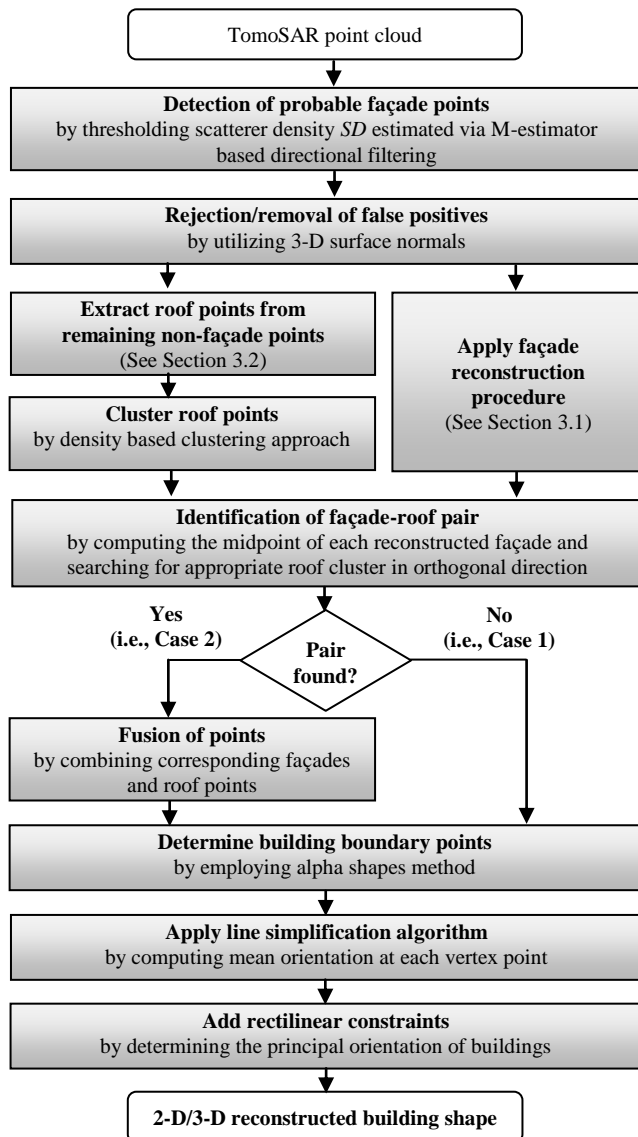 TomoSAR point cloud
Detection of probable façade points
by thresholding scatterer density SD estimated via M-estimator
based directional filtering
Rejection/removal of false positives
by utilizing 3-D surface normals
Extract roof points from
remaining non-façade points
(See Section 3.2)
Cluster roof points
by density based clustering approach
Apply façade
reconstruction
procedure
(See Section 3.1)
Identification of façade-roof pair
by computing the midpoint of each reconstructed façade and
searching for appropriate roof cluster in orthogonal direction
Yes
(i.e., Case 2)
Pair
found?
No
(i.e., Case 1)
Fusion of points
by combining corresponding façades
and roof points
Determine building boundary points
by employing alpha shapes method
Apply line simplification algorithm
by computing mean orientation at each vertex point
Add rectilinear constraints
by determining the principal orientation of buildings
2-D/3-D reconstructed building shape